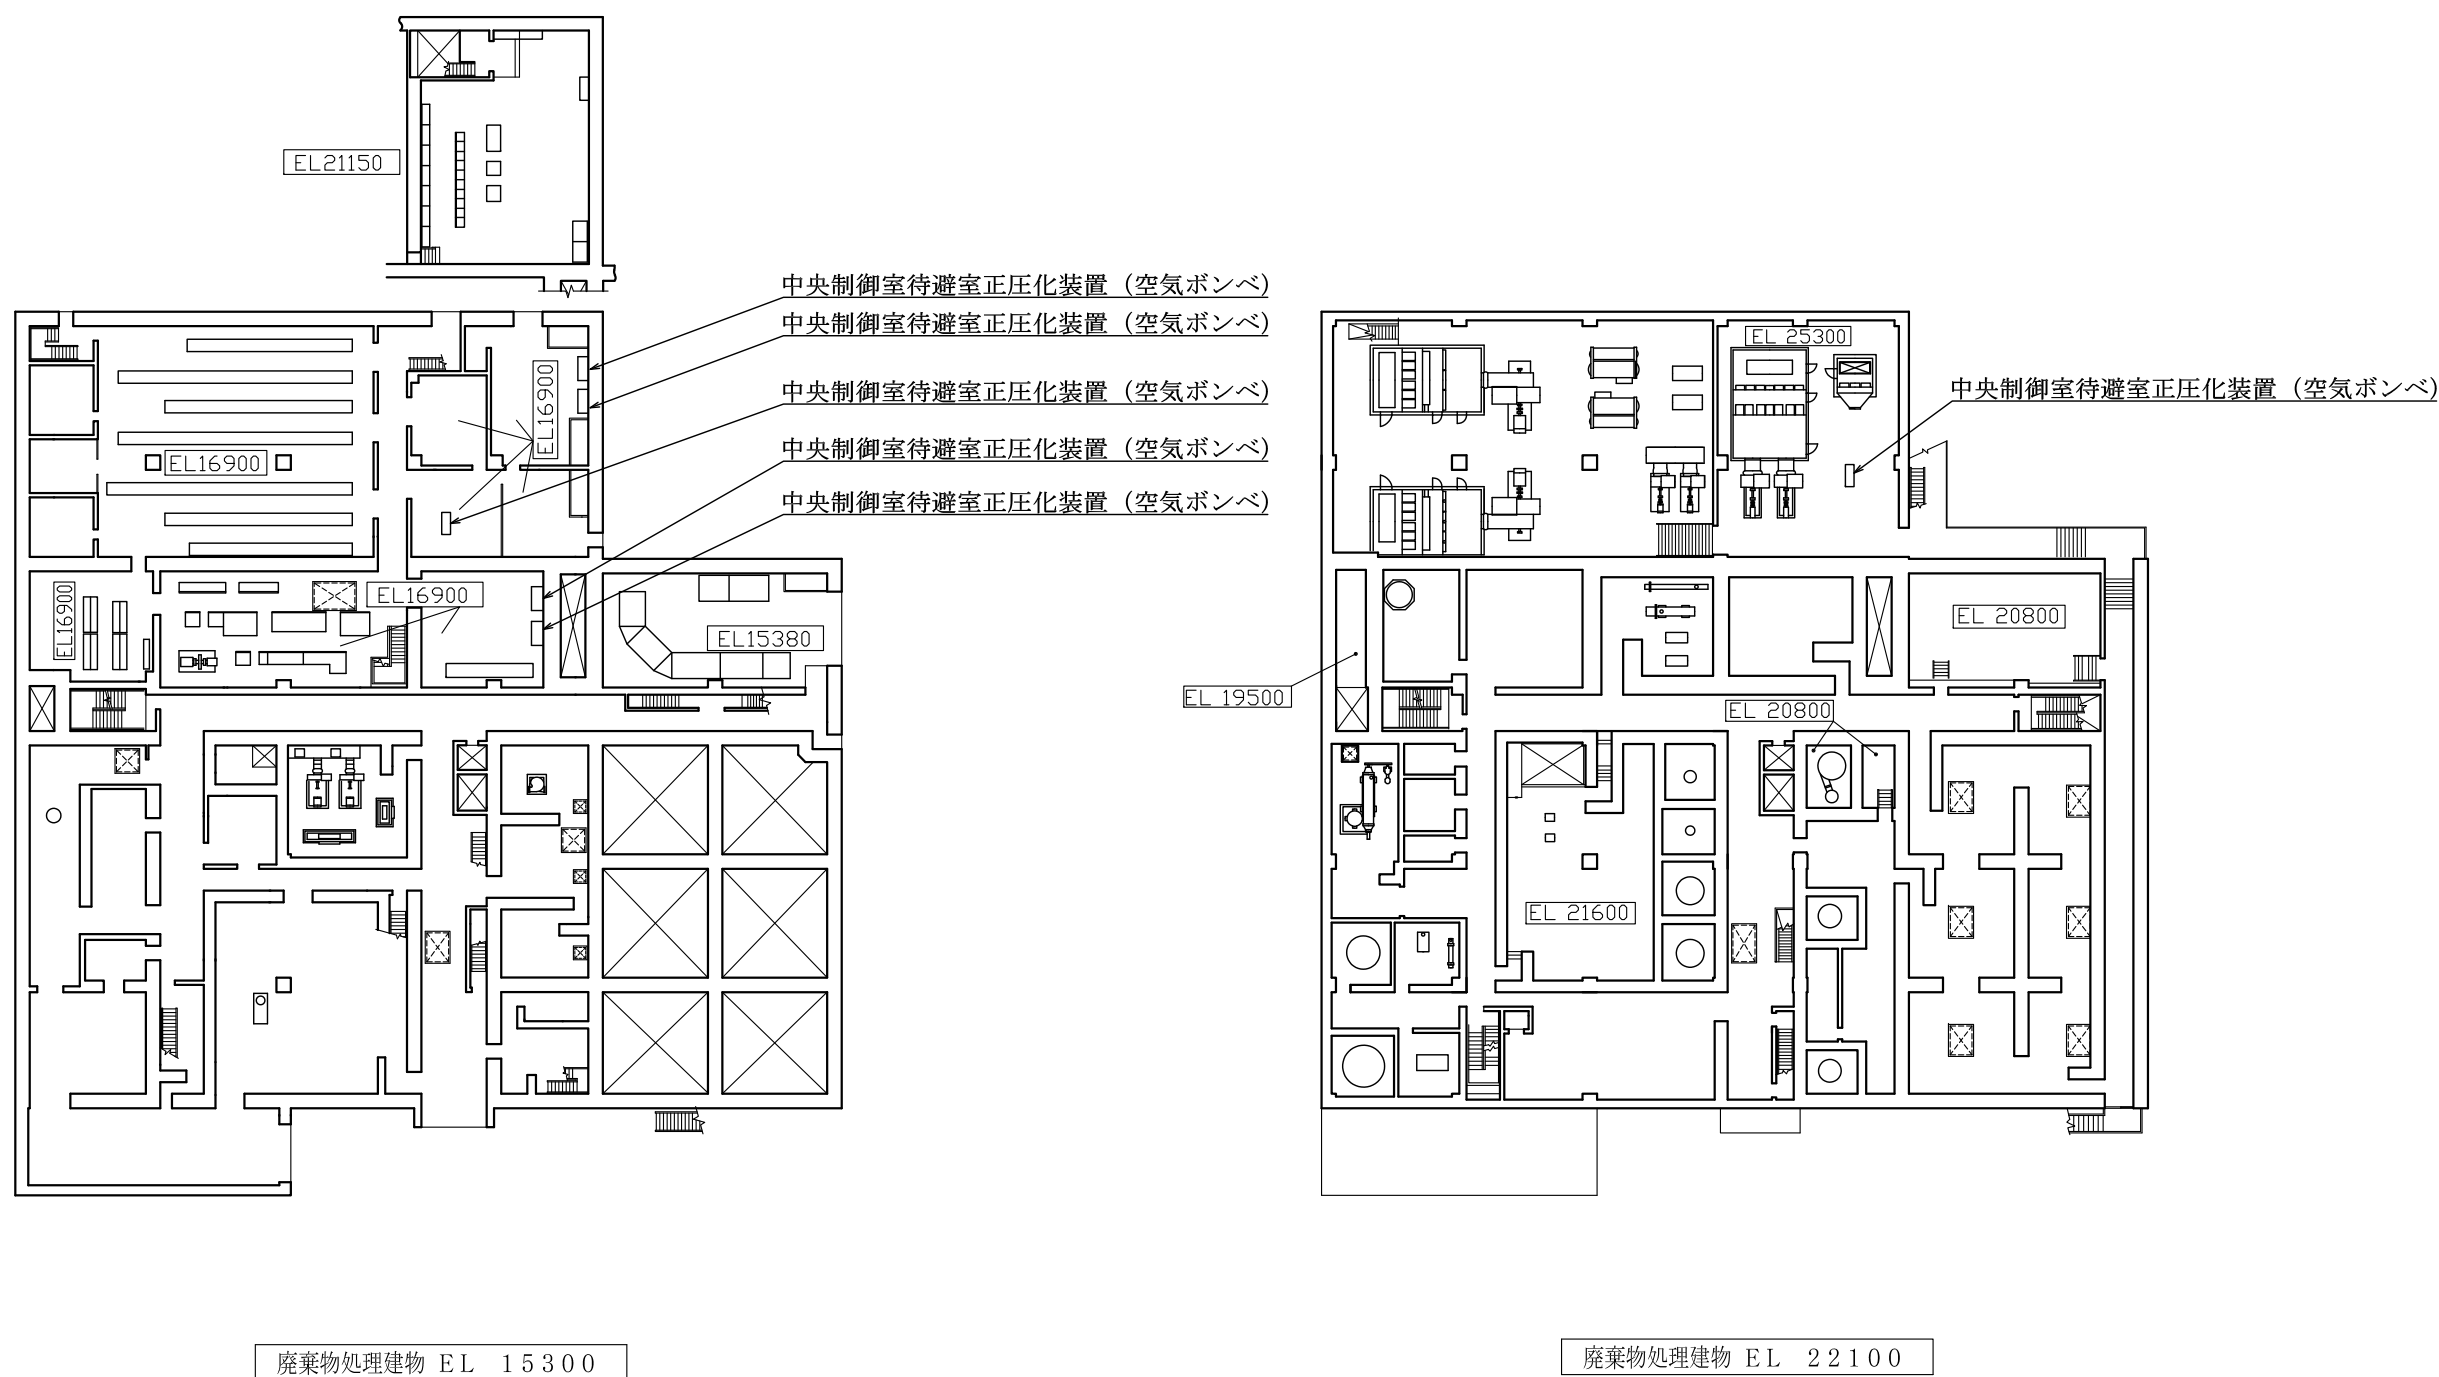 EL21150
中央制御室待避室正圧化装置（空気ボンベ）
中央制御室待避室正圧化装置（空気ボンベ）
中央制御室待避室正圧化装置（空気ボンベ）
中央制御室待避室正圧化装置（空気ボンベ）
中央制御室待避室正圧化装置（空気ボンベ）
EL16900
EL16900
EL16900
EL16900
EL15380
廃棄物処理建物 EL 15300
EL 25300
中央制御室待避室正圧化装置（空気ボンベ）
EL 20800
EL 19500
EL 20800
EL 21600
廃棄物処理建物 EL 22100